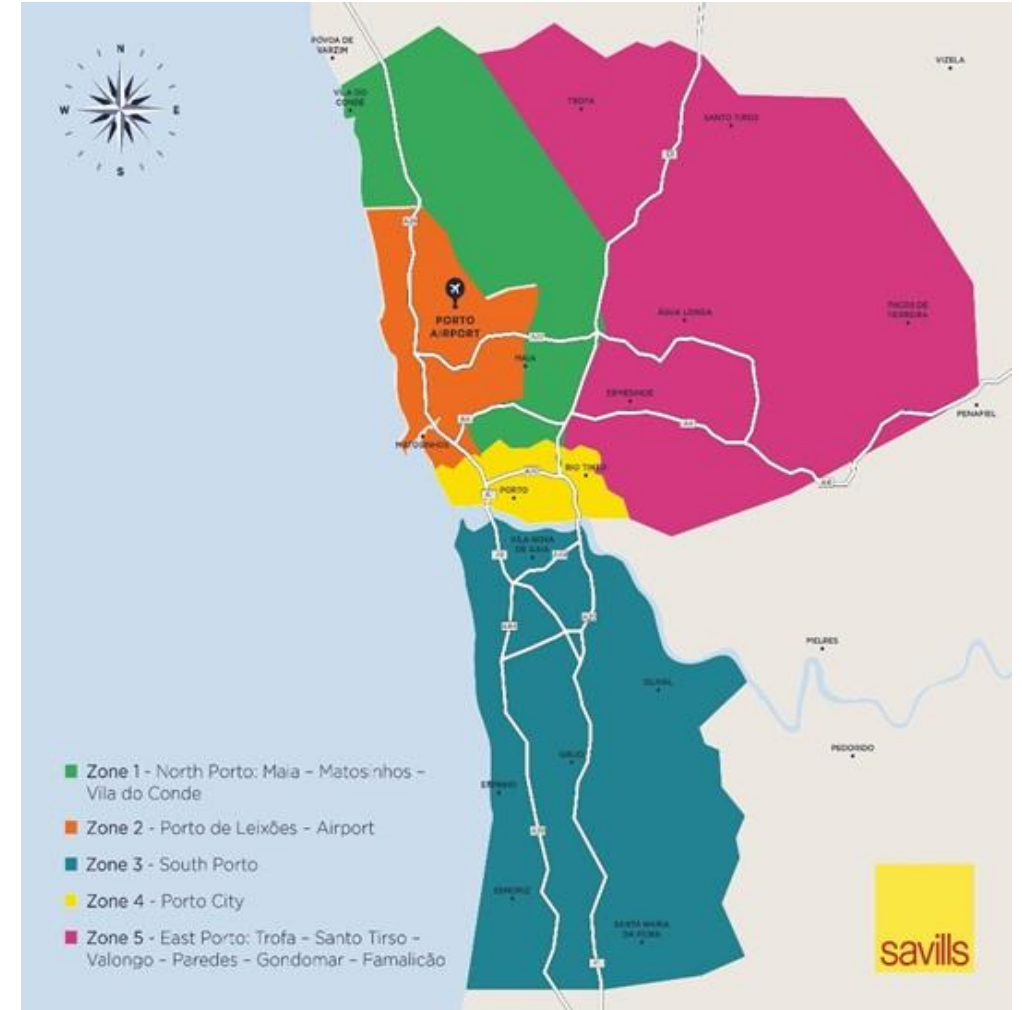 N
W
E
S
PÓVOA DE
VARZIM
VILA DO
CONDE
TROFA
SANTO TIRSO
VIZELA
PORTO
AIRPORT
MAIA
ÁGUA LONGA
PAÇOS DE
FERREIRA
ERMESINDE
PENAFIEL
MATOSINHOS
A4
RIO TINTO
PORTO
VILA NOVA
DE GAIA
MELRES
OLIVAL
PEDORIDO
GRIJÓ
ESPINHO
ESMORIZ
SANTA MARIA
DA FEIRA
Zone 1 - North Porto: Maia – Matosinhos –
Vila do Conde
Zone 2 - Porto de Leixões – Airport
Zone 3 - South Porto
Zone 4 - Porto City
Zone 5 - East Porto: Trofa – Santo Tirso –
Valongo – Paredes – Gondomar – Famalicão
savills